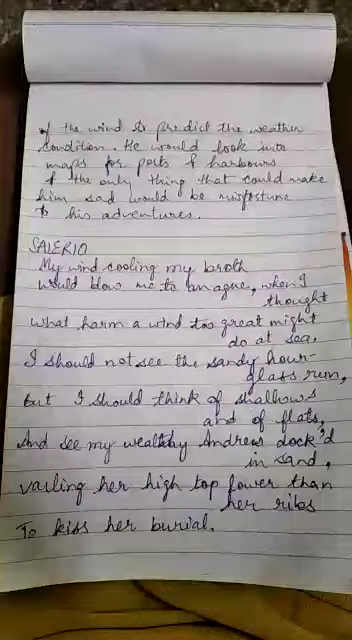 of the wind to predict the weather
condition. He would look into
maps for ports & harbours
& the only thing that could make
him sad would be misfortune
to his adventures.
SALERIO
My wind cooling my broth
would blow me to an ague, when I
thought
what harm a wind too great might
do at sea.
I should not see the sandy hour-
glass run,
but I should think of shallows
and of flats,
And see my wealthy Andrew dock'd
in sand,
vailing her high top lower than
her ribs
To kiss her burial.